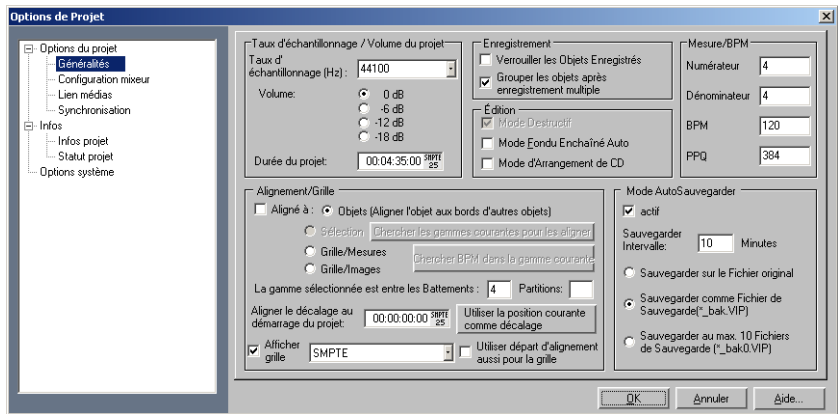 Options de Projet
Options du projet
Généralités
Configuration mixeur
Lien médias
Synchronisation
Infos
Infos projet
Statut projet
Options système
Taux d'échantillonnage / Volume du projet
Taux d'
échantillonnage (Hz) : 44100
Volume: 0 dB
-6 dB
-12 dB
-18 dB
Durée du projet: 00:04:35:00 SMPTE 25
Enregistrement
Verrouiller les Objets Enregistrés
Grouper les objets après
enregistrement multiple
Édition
Mode Destructif
Mode Fondu Enchaîné Auto
Mode d'Arrangement de CD
Mesure/BPM
Numérateur 4
Dénominateur 4
BPM 120
PPQ 384
Alignement/Grille
Aligné à : Objets (Aligner l'objet aux bords d'autres objets)
Sélection Chercher les gammes courantes pour les aligner
Grille/Mesures
Grille/Images
Chercher BPM dans la gamme courante
La gamme sélectionnée est entre les Battements : 4 Partitions:
Aligner le décalage au
démarrage du projet: 00:00:00:00 SMPTE 25
Utiliser la position courante
comme décalage
Afficher
grille
SMPTE
Utiliser départ d'alignement
aussi pour la grille
Mode AutoSauvegarder
actif
Sauvegarder
Intervalle: 10 Minutes
Sauvegarder sur le Fichier original
Sauvegarder comme Fichier de
Sauvegarde(*_bak.VIP)
Sauvegarder au max. 10 Fichiers
de Sauvegarde (*_bak0.VIP)
OK
Annuler
Aide...